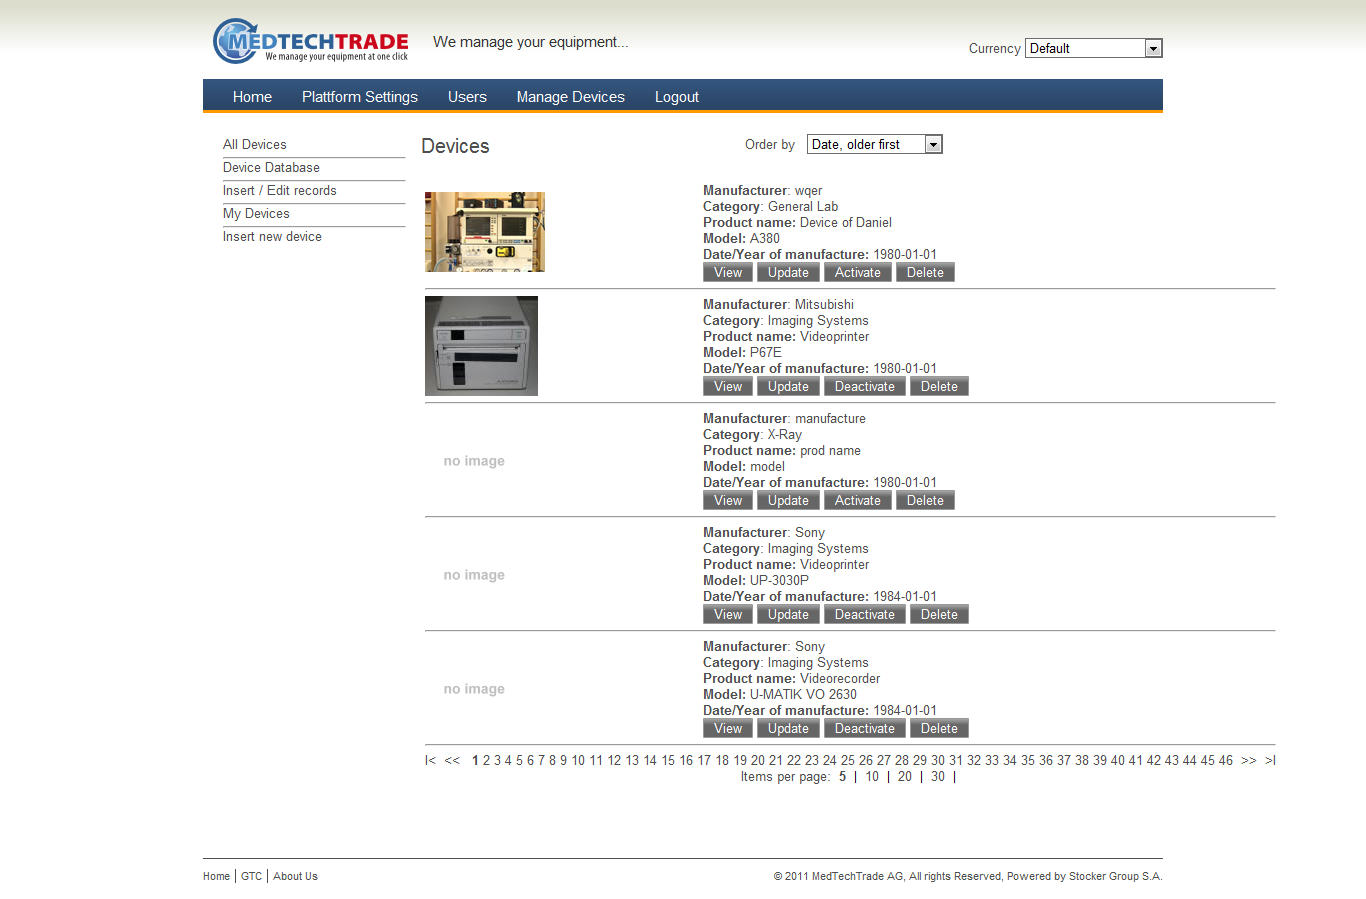 MEDTECHTRADE
We manage your equipment at one click
We manage your equipment...
Currency Default
Home Plattform Settings Users Manage Devices Logout
All Devices
Device Database
Insert / Edit records
My Devices
Insert new device
Devices
Order by Date, older first
Manufacturer: wqer
Category: General Lab
Product name: Device of Daniel
Model: A380
Date/Year of manufacture: 1980-01-01
View Update Activate Delete
Manufacturer: Mitsubishi
Category: Imaging Systems
Product name: Videoprinter
Model: P67E
Date/Year of manufacture: 1980-01-01
View Update Deactivate Delete
no image
Manufacturer: manufacture
Category: X-Ray
Product name: prod name
Model: model
Date/Year of manufacture: 1980-01-01
View Update Activate Delete
no image
Manufacturer: Sony
Category: Imaging Systems
Product name: Videoprinter
Model: UP-3030P
Date/Year of manufacture: 1984-01-01
View Update Deactivate Delete
no image
Manufacturer: Sony
Category: Imaging Systems
Product name: Videorecorder
Model: U-MATIK VO 2630
Date/Year of manufacture: 1984-01-01
View Update Deactivate Delete
I< << 1 2 3 4 5 6 7 8 9 10 11 12 13 14 15 16 17 18 19 20 21 22 23 24 25 26 27 28 29 30 31 32 33 34 35 36 37 38 39 40 41 42 43 44 45 46 >> >I
Items per page: 5 | 10 | 20 | 30 |
Home | GTC | About Us
© 2011 MedTechTrade AG, All rights Reserved, Powered by Stocker Group S.A.